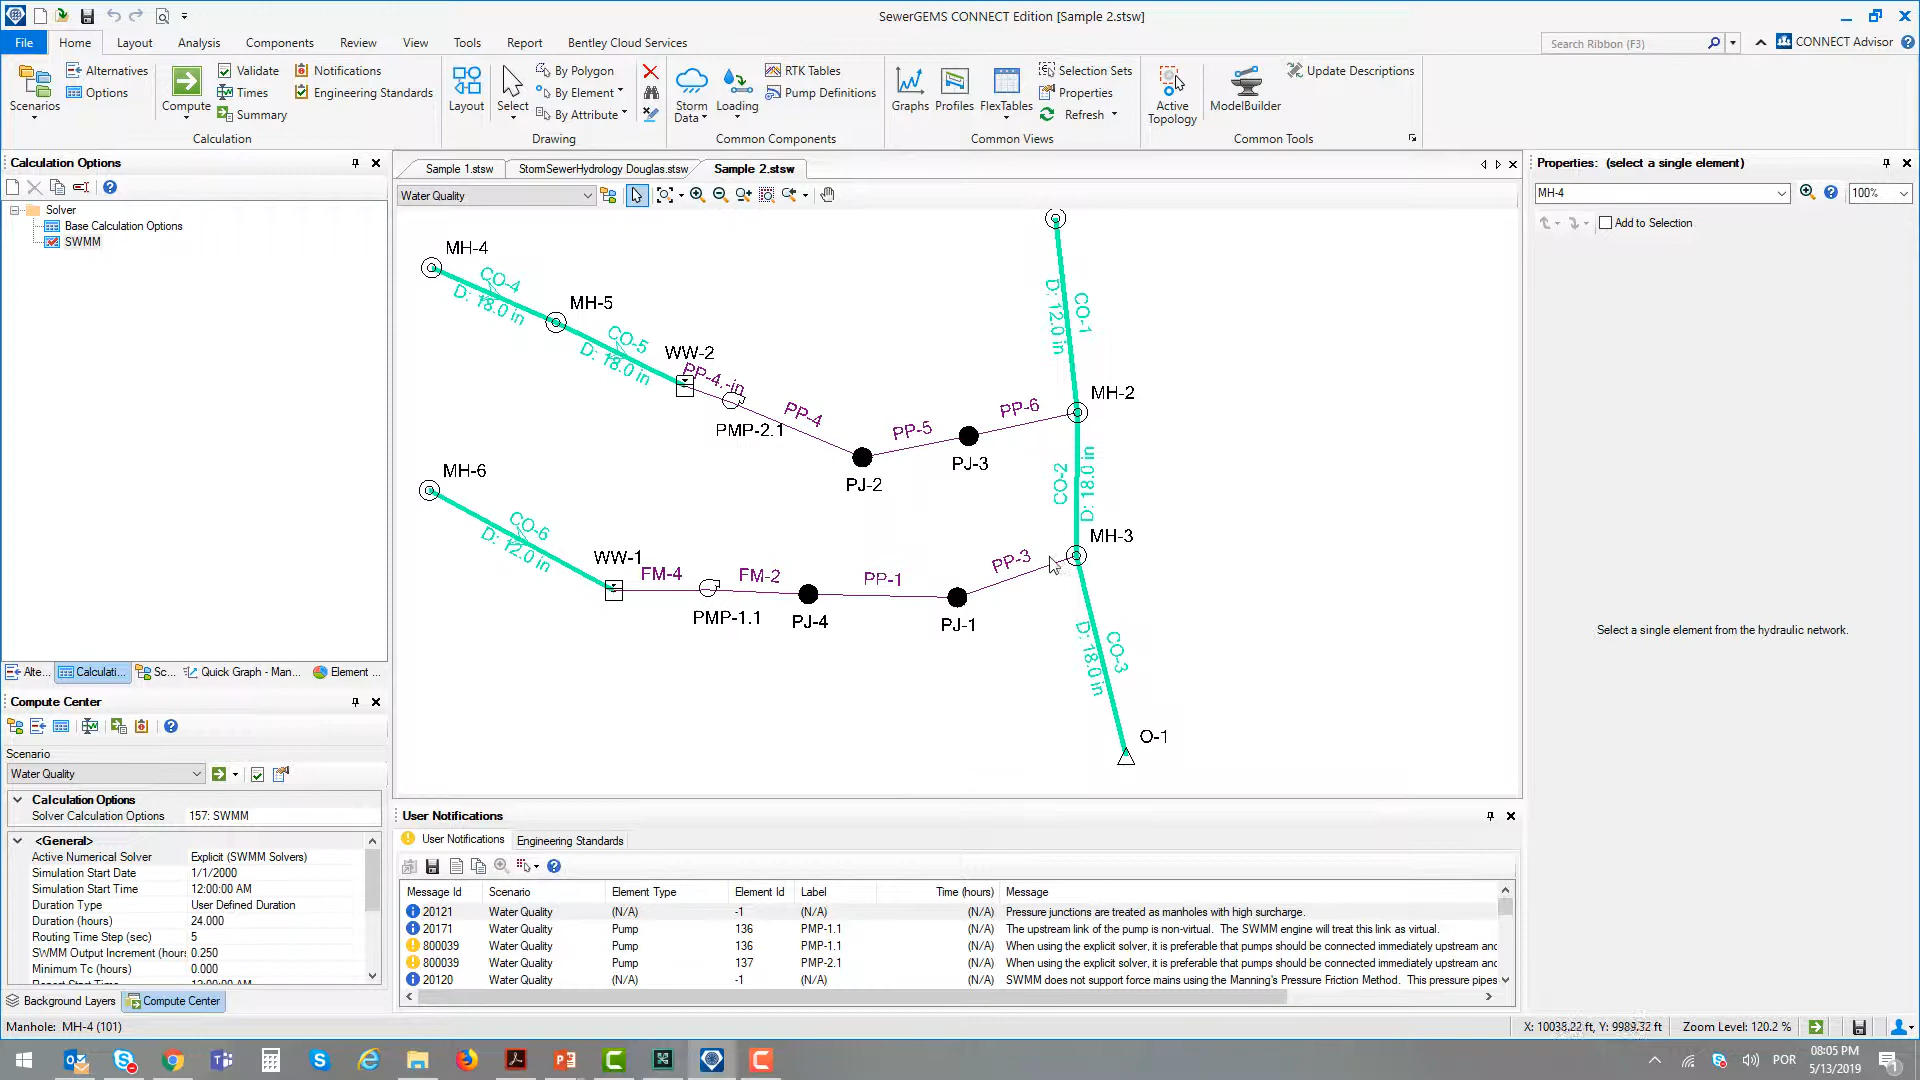 SewerGEMS CONNECT Edition [Sample 2.stsw]
File Home Layout Analysis Components Review View Tools Report Bentley Cloud Services
Search Ribbon (F3)
CONNECT Advisor
Scenarios
Alternatives
Options
Compute
Validate
Times
Summary
Notifications
Engineering Standards
Calculation
Layout
Select
By Polygon
By Element
By Attribute
Drawing
Storm Data
Loading
RTK Tables
Pump Definitions
Common Components
Graphs
Profiles
FlexTables
Selection Sets
Properties
Refresh
Common Views
Active Topology
ModelBuilder
Update Descriptions
Common Tools
Calculation Options
Solver
Base Calculation Options
SWMM
Alte...
Calculati...
Sc...
Quick Graph - Man...
Element ...
Compute Center
Scenario
Water Quality
Calculation Options
Solver Calculation Options 157: SWMM
<General>
Active Numerical Solver Explicit (SWMM Solvers)
Simulation Start Date 1/1/2000
Simulation Start Time 12:00:00 AM
Duration Type User Defined Duration
Duration (hours) 24.000
Routing Time Step (sec) 5
SWMM Output Increment (hours 0.250
Minimum Tc (hours) 0.000
Background Layers
Compute Center
Manhole: MH-4 (101)
Sample 1.stsw
StormSewerHydrology Douglas.stsw
Sample 2.stsw
Water Quality
MH-4
CO-4
D: 18.0 in
MH-5
CO-5
D: 18.0 in
WW-2
PP-4.-in
PMP-2.1
PP-4
PJ-2
PP-5
PJ-3
PP-6
CO-1
D: 12.0 in
MH-2
CO-2
D: 18.0 in
MH-6
CO-6
D: 12.0 in
WW-1
FM-4
PMP-1.1
FM-2
PJ-4
PP-1
PJ-1
PP-3
MH-3
CO-3
D: 18.0 in
O-1
User Notifications
User Notifications
Engineering Standards
Message Id Scenario Element Type Element Id Label Time (hours) Message
20121 Water Quality (N/A) -1 (N/A) (N/A) Pressure junctions are treated as manholes with high surcharge.
20171 Water Quality Pump 136 PMP-1.1 (N/A) The upstream link of the pump is non-virtual. The SWMM engine will treat this link as virtual.
800039 Water Quality Pump 136 PMP-1.1 (N/A) When using the explicit solver, it is preferable that pumps should be connected immediately upstream and
800039 Water Quality Pump 137 PMP-2.1 (N/A) When using the explicit solver, it is preferable that pumps should be connected immediately upstream and
20120 Water Quality (N/A) -1 (N/A) (N/A) SWMM does not support force mains using the Manning's Pressure Friction Method. This pressure pipes
Properties: (select a single element)
MH-4
100%
Add to Selection
Select a single element from the hydraulic network.
X: 10038.22 ft, Y: 9989.32 ft
Zoom Level: 120.2 %
POR
08:05 PM
5/13/2019